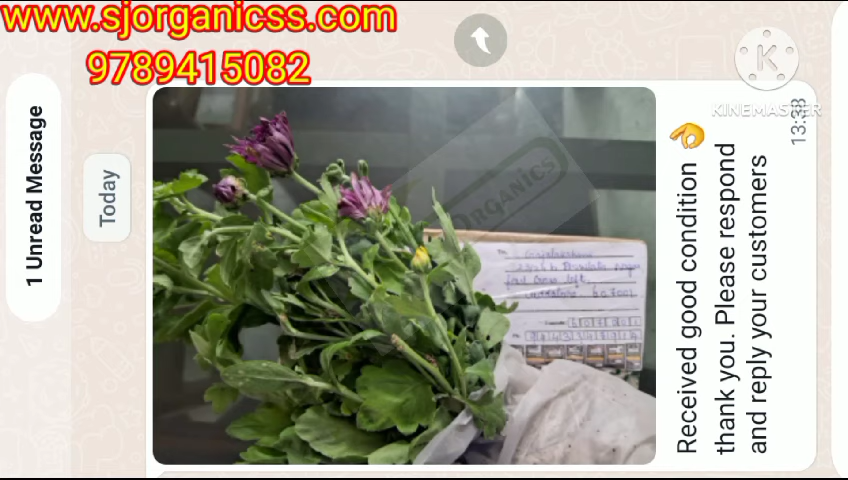 www.sjorganicss.com
9789415082
1 Unread Message
Today
ORGANICS
607001
Received good condition 👌
thank you. Please respond
and reply your customers
13:38
KINEMASTER